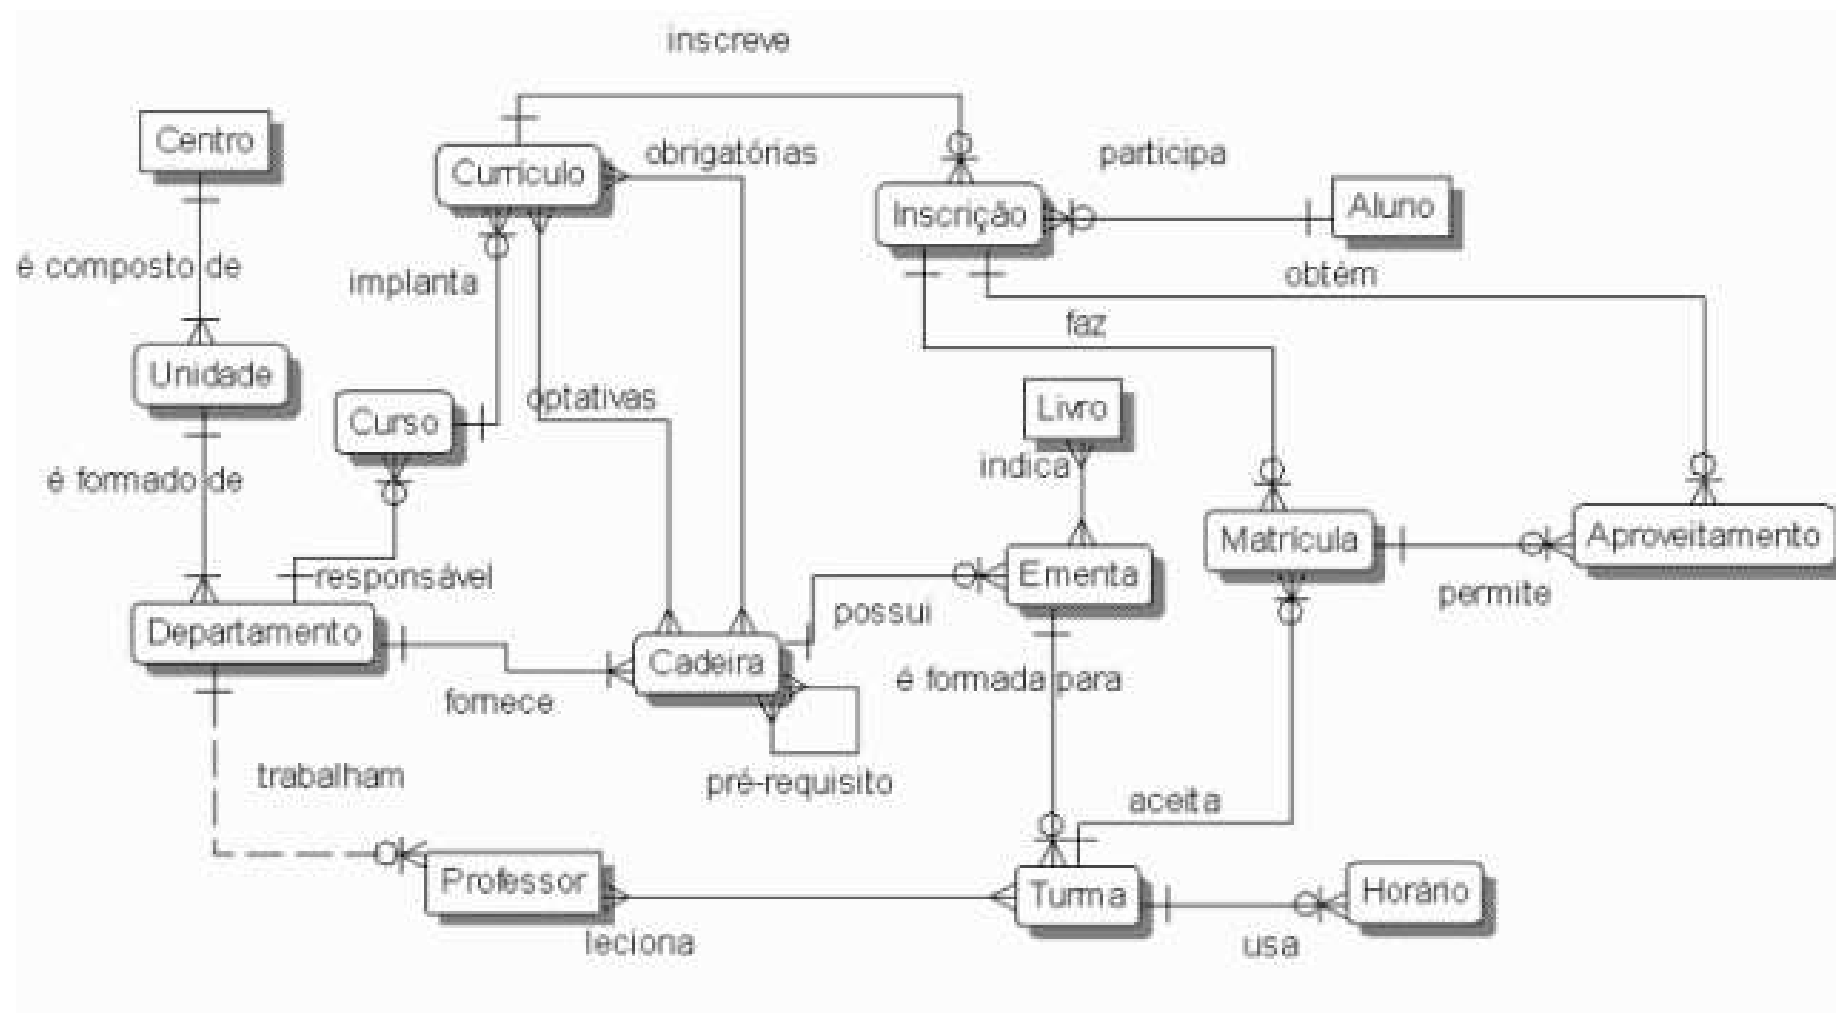 inscreve
Centro
Currículo
obrigatórias
participa
Inscrição
Aluno
é composto de
implanta
obtém
faz
Unidade
Curso
optativas
Livro
indica
é formado de
responsável
Matrícula
Aproveitamento
Ementa
permite
possui
Departamento
Cadeira
é formada para
fornece
trabalham
pré-requisito
aceita
Professor
Turma
Horário
leciona
usa